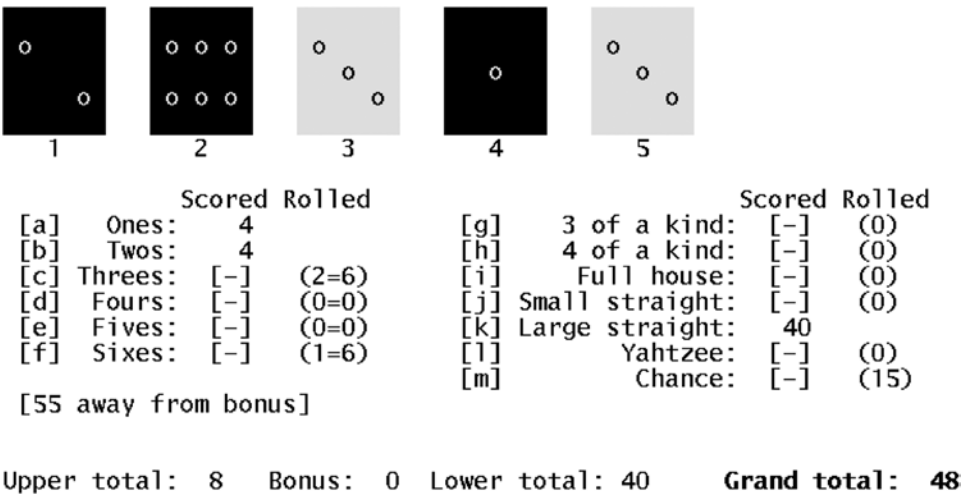 1 2 3 4 5
Scored Rolled Scored Rolled
[a] Ones: 4 [g] 3 of a kind: [-] (0)
[b] Twos: 4 [h] 4 of a kind: [-] (0)
[c] Threes: [-] (2=6) [i] Full house: [-] (0)
[d] Fours: [-] (0=0) [j] Small straight: [-] (0)
[e] Fives: [-] (0=0) [k] Large straight: 40
[f] Sixes: [-] (1=6) [l] Yahtzee: [-] (0)
[m] Chance: [-] (15)
[55 away from bonus]
Upper total: 8 Bonus: 0 Lower total: 40 Grand total: 48